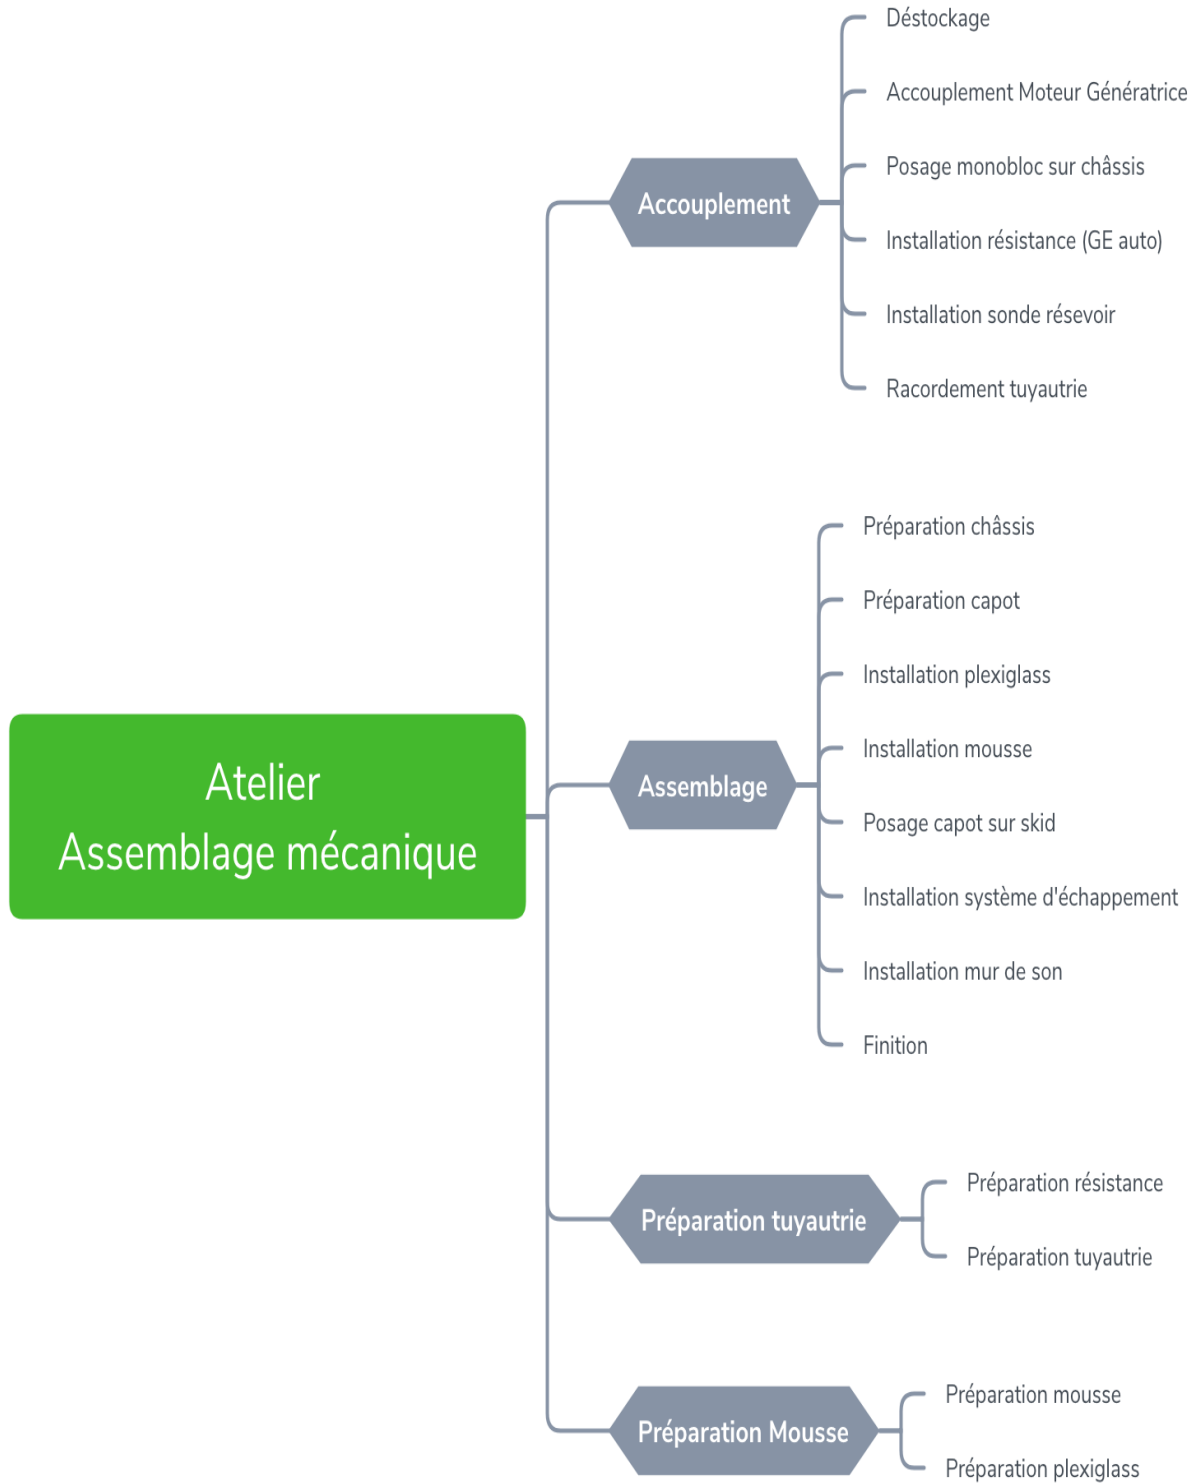 Atelier
Assemblage mécanique
Accouplement
Déstockage
Accouplement Moteur Génératrice
Posage monobloc sur châssis
Installation résistance (GE auto)
Installation sonde résevoir
Racordement tuyautrie
Assemblage
Préparation châssis
Préparation capot
Installation plexiglass
Installation mousse
Posage capot sur skid
Installation système d'échappement
Installation mur de son
Finition
Préparation tuyautrie
Préparation résistance
Préparation tuyautrie
Préparation Mousse
Préparation mousse
Préparation plexiglass